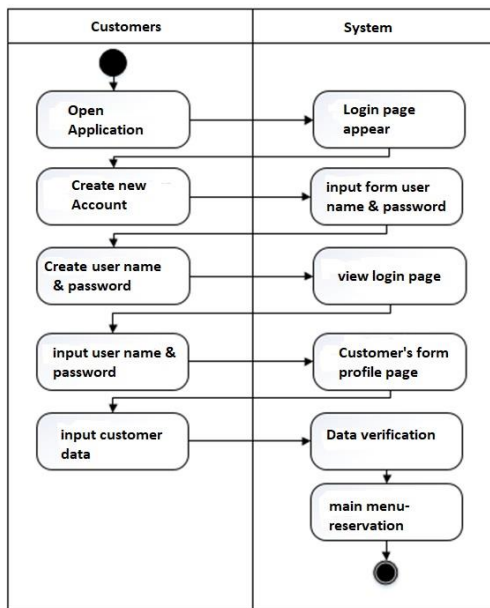 Customers
System
Open
Application
Login page
appear
Create new
Account
input form user
name & password
Create user name
& password
view login page
input user name &
password
Customer's form
profile page
input customer
data
Data verification
main menu-
reservation